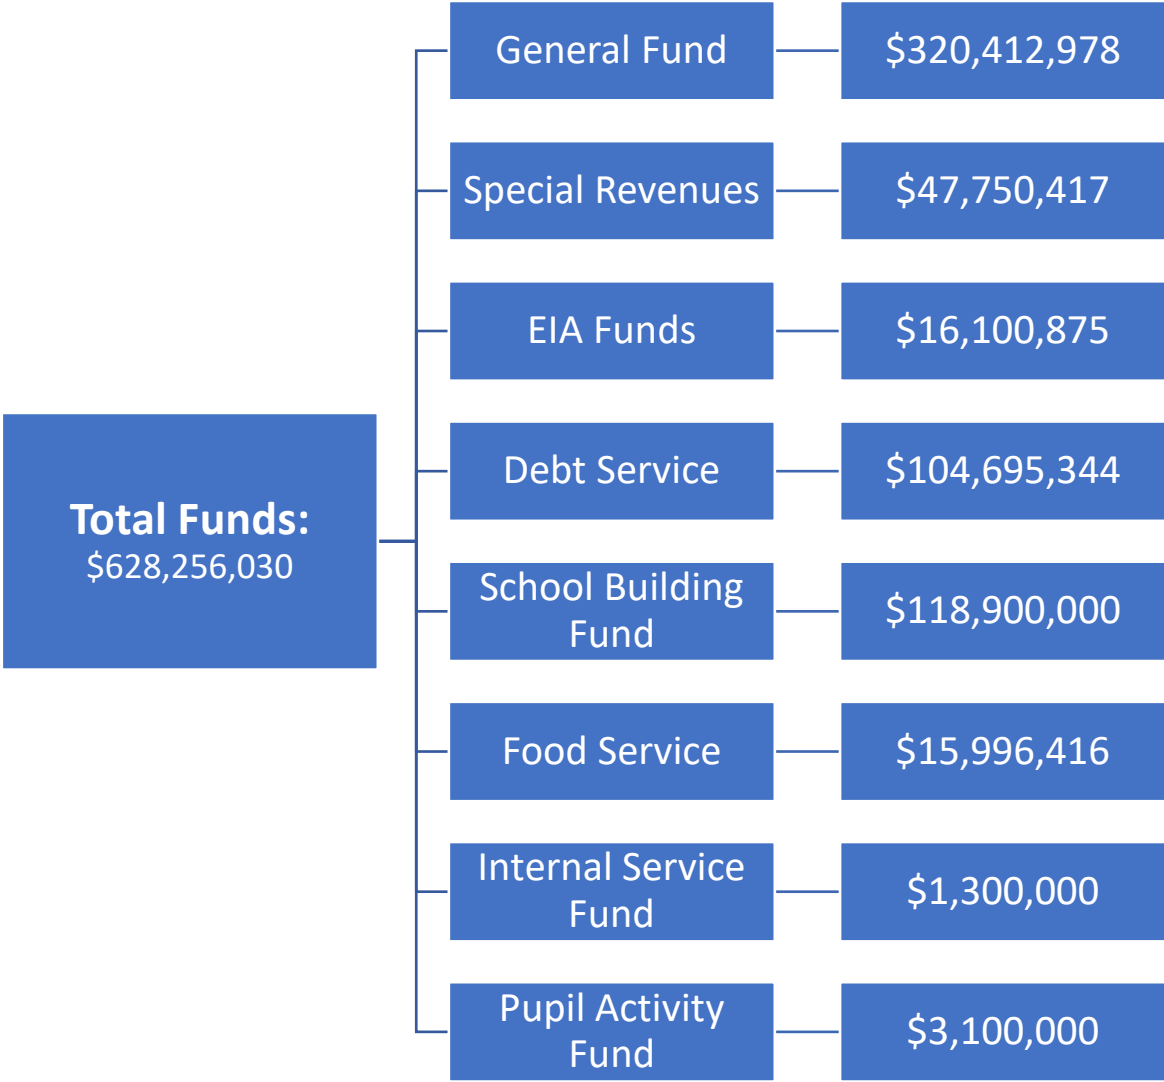 Total Funds:
$628,256,030
General Fund
$320,412,978
Special Revenues
$47,750,417
EIA Funds
$16,100,875
Debt Service
$104,695,344
School Building
Fund
$118,900,000
Food Service
$15,996,416
Internal Service
Fund
$1,300,000
Pupil Activity
Fund
$3,100,000